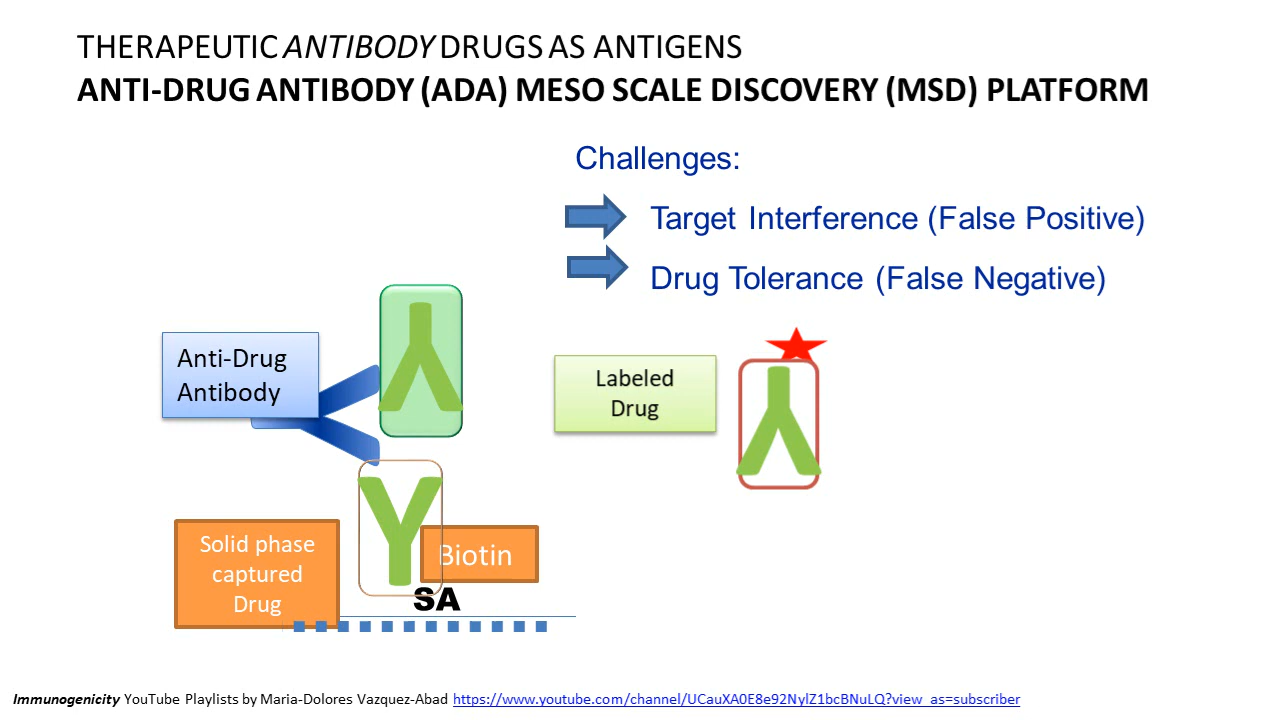 THERAPEUTIC ANTIBODY DRUGS AS ANTIGENS
ANTI-DRUG ANTIBODY (ADA) MESO SCALE DISCOVERY (MSD) PLATFORM
Challenges:
Target Interference (False Positive)
Drug Tolerance (False Negative)
Anti-Drug
Antibody
Labeled
Drug
Solid phase
captured
Drug
Biotin
SA
Immunogenicity YouTube Playlists by Maria-Dolores Vazquez-Abad https://www.youtube.com/channel/UCauXA0E8e92NylZ1bcBNuLQ?view_as=subscriber